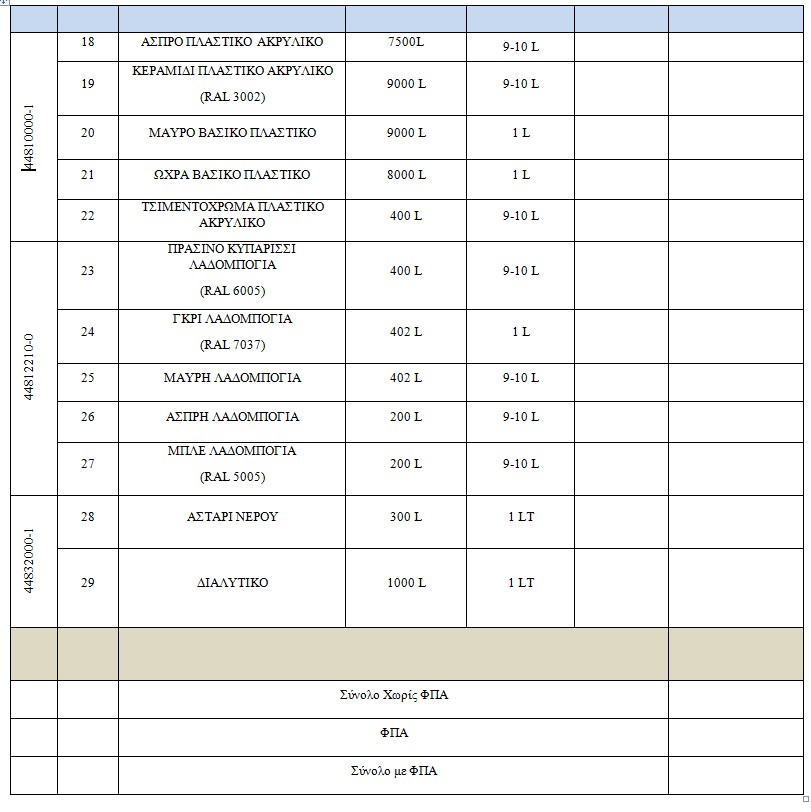 44810000-1
18 ΑΣΠΡΟ ΠΛΑΣΤΙΚΟ ΑΚΡΥΛΙΚΟ 7500L 9-10 L
19 ΚΕΡΑΜΙΔΙ ΠΛΑΣΤΙΚΟ ΑΚΡΥΛΙΚΟ
(RAL 3002) 9000 L 9-10 L
20 ΜΑΥΡΟ ΒΑΣΙΚΟ ΠΛΑΣΤΙΚΟ 9000 L 1 L
21 ΩΧΡΑ ΒΑΣΙΚΟ ΠΛΑΣΤΙΚΟ 8000 L 1 L
22 ΤΣΙΜΕΝΤΟΧΡΩΜΑ ΠΛΑΣΤΙΚΟ
ΑΚΡΥΛΙΚΟ 400 L 9-10 L
44812210-0
23 ΠΡΑΣΙΝΟ ΚΥΠΑΡΙΣΣΙ
ΛΑΔΟΜΠΟΓΙΑ
(RAL 6005) 400 L 9-10 L
24 ΓΚΡΙ ΛΑΔΟΜΠΟΓΙΑ
(RAL 7037) 402 L 1 L
25 ΜΑΥΡΗ ΛΑΔΟΜΠΟΓΙΑ 402 L 9-10 L
26 ΑΣΠΡΗ ΛΑΔΟΜΠΟΓΙΑ 200 L 9-10 L
27 ΜΠΛΕ ΛΑΔΟΜΠΟΓΙΑ
(RAL 5005) 200 L 9-10 L
44832000-1
28 ΑΣΤΑΡΙ ΝΕΡΟΥ 300 L 1 LT
29 ΔΙΑΛΥΤΙΚΟ 1000 L 1 LT
Σύνολο Χωρίς ΦΠΑ
ΦΠΑ
Σύνολο με ΦΠΑ